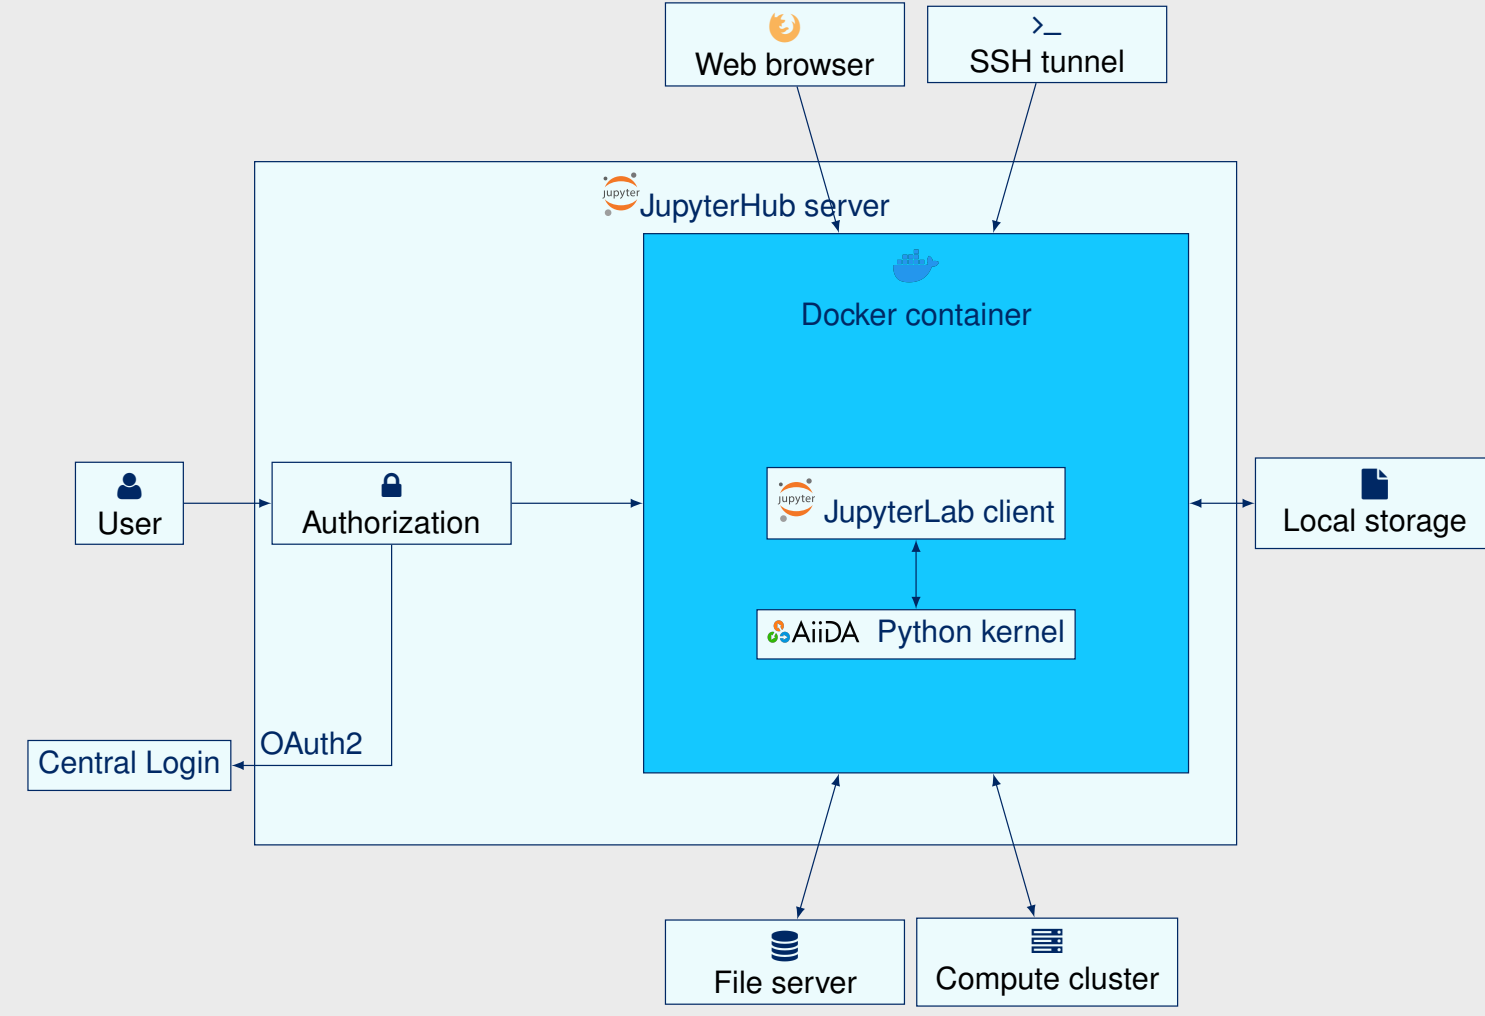 Web browser
SSH tunnel
jupyter
JupyterHub server
Docker container
User
Authorization
jupyter
JupyterLab client
Local storage
AiiDA Python kernel
OAuth2
Central Login
File server
Compute cluster